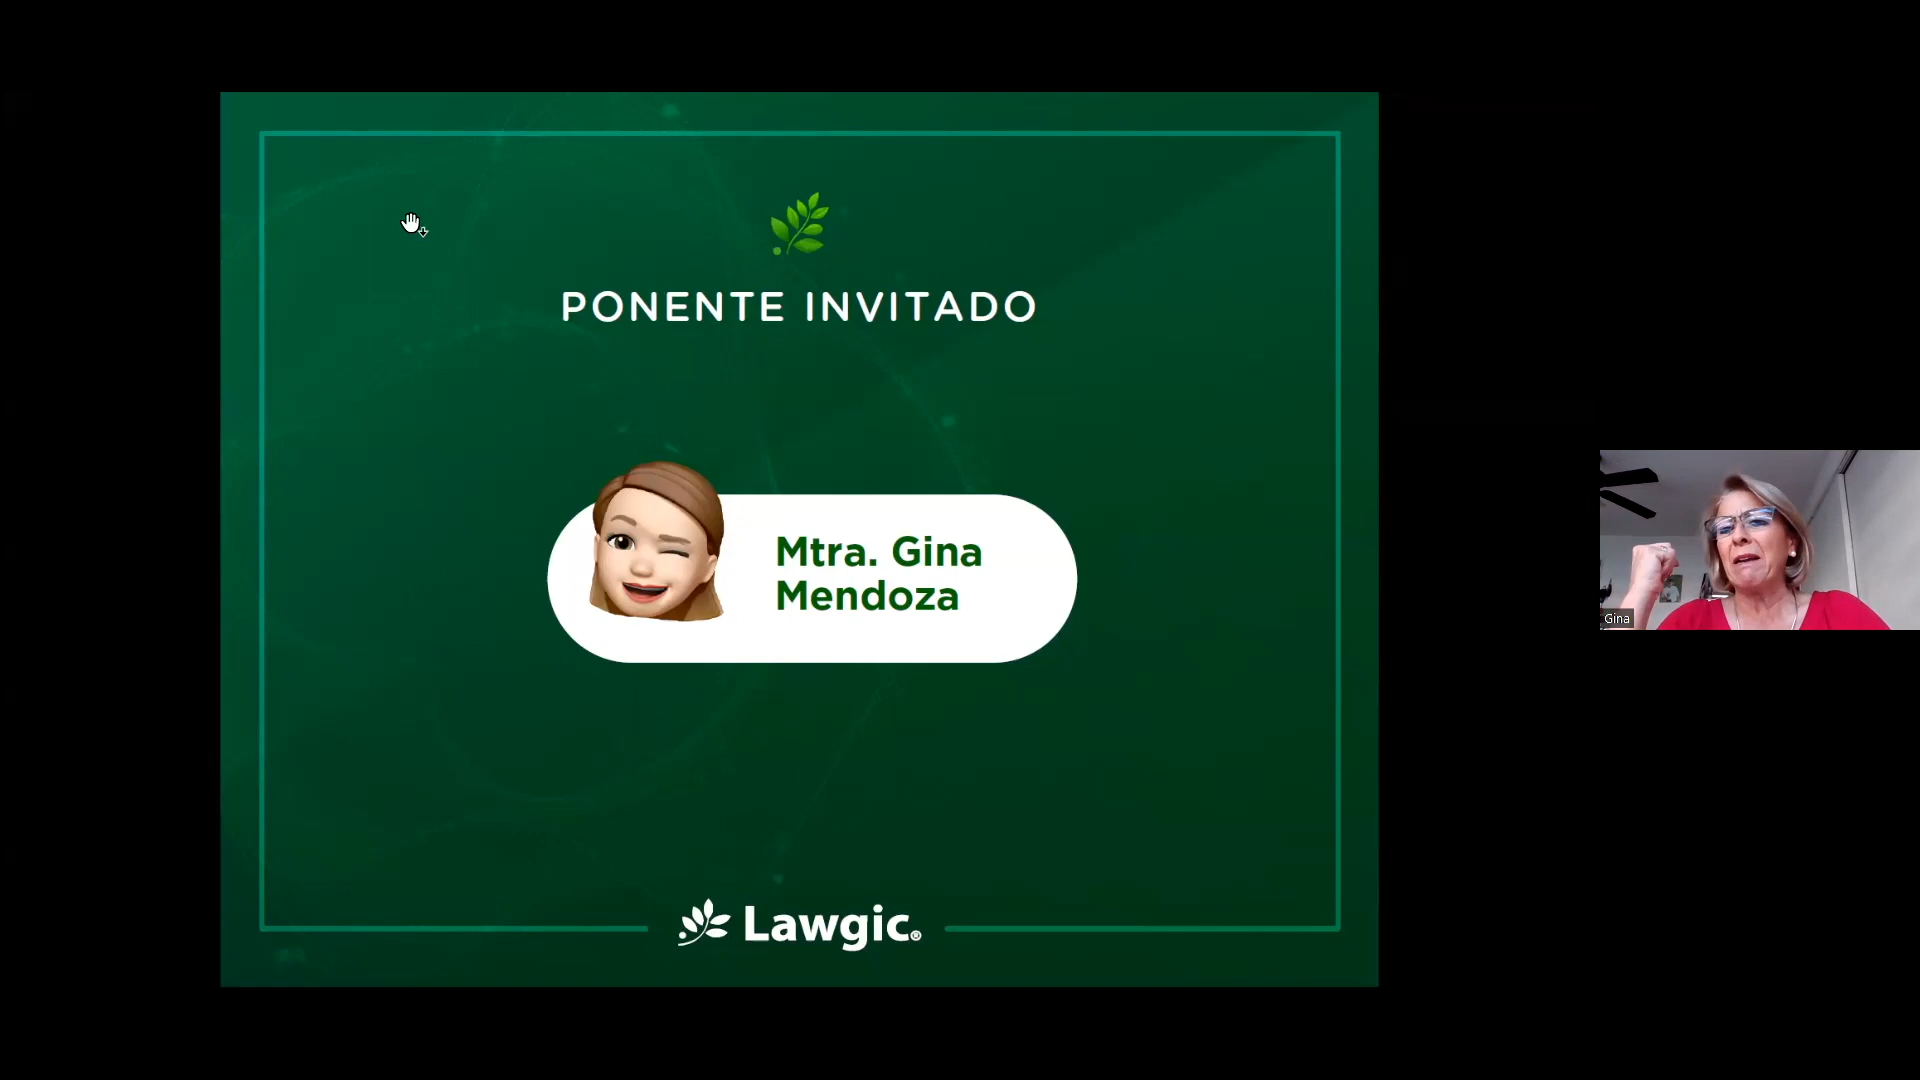 PONENTE INVITADO
Mtra. Gina
Mendoza
Lawgic®
Gina